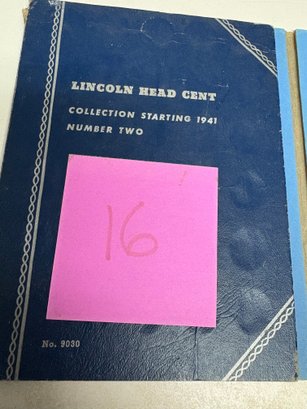 LINCOLN HEAD CENT
COLLECTION STARTING 1941
NUMBER TWO
16
No. 9030